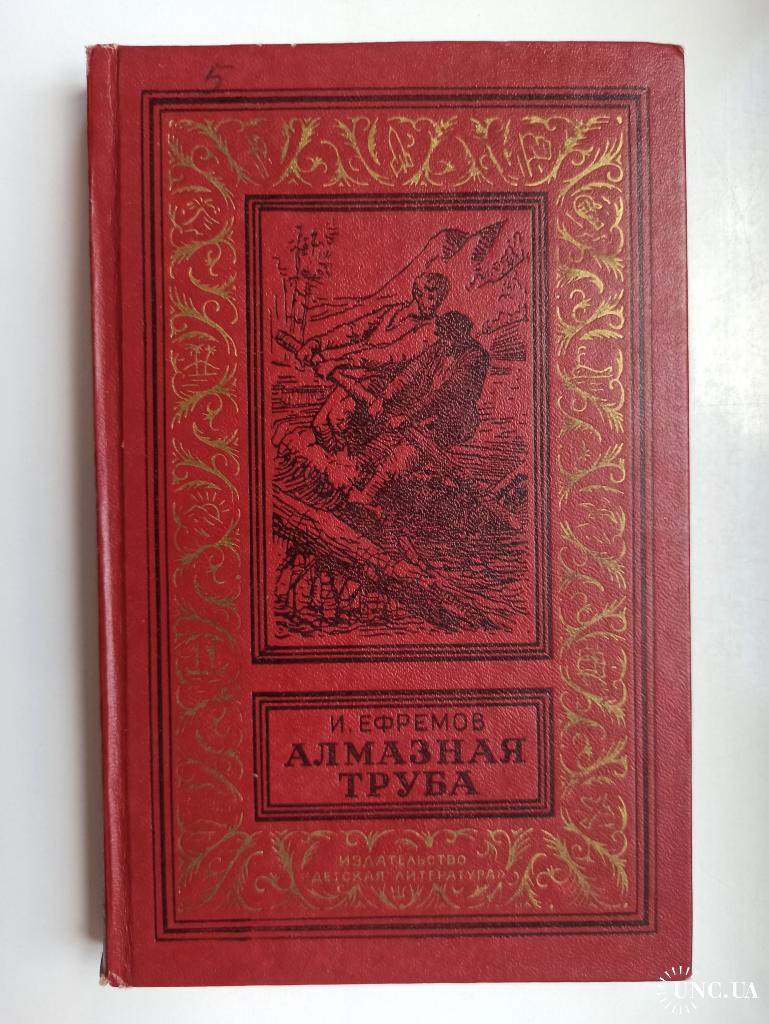 5
И. ЕФРЕМОВ
АЛМАЗНАЯ
ТРУБА
ИЗДАТЕЛЬСТВО
"ДЕТСКАЯ ЛИТЕРАТУРА"
UNC.UA